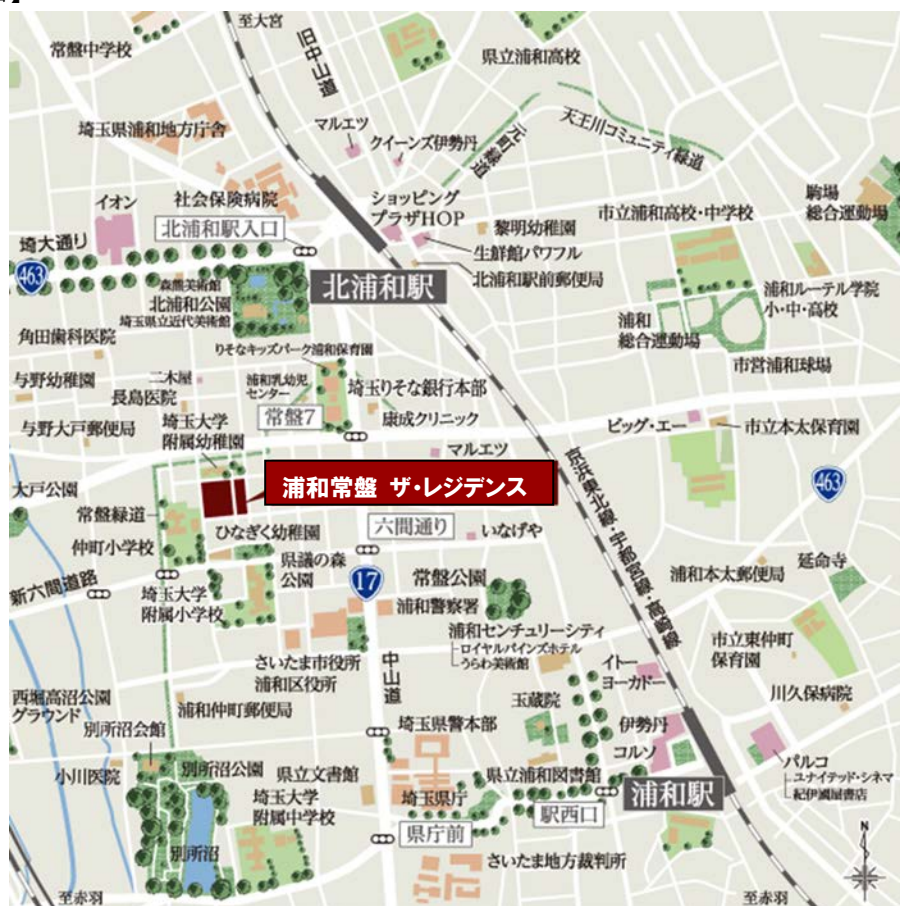 至大宮
常盤中学校
旧中山道
県立浦和高校
埼玉県浦和地方庁舎
マルエツ
クイーンズ伊勢丹
元町緑道
天王川コミュニティ緑道
イオン
社会保険病院
ショッピング
プラザHOP
黎明幼稚園
市立浦和高校・中学校
駒場
総合運動場
北浦和駅入口
生鮮館パワフル
埼大通り
463
北浦和駅
北浦和駅前郵便局
森熊美術館
北浦和公園
埼玉県立近代美術館
浦和
総合運動場
浦和ルーテル学院
小・中・高校
角田歯科医院
りそなキッズパーク浦和保育園
市営浦和球場
与野幼稚園
二木屋
長島医院
浦和乳幼児
センター
埼玉りそな銀行本部
常盤7
康成クリニック
与野大戸郵便局
埼玉大学
附属幼稚園
マルエツ
ビッグ・エー
市立本太保育園
大戸公園
浦和常盤 ザ・レジデンス
京浜東北線・宇都宮線・高崎線
463
常盤緑道
ひなぎく幼稚園
六間通り
いなげや
仲町小学校
県議の森
公園
17
常盤公園
浦和本太郵便局
延命寺
新六間道路
埼玉大学
附属小学校
浦和警察署
浦和センチュリーシティ
ロイヤルパインズホテル
うらわ美術館
さいたま市役所
浦和区役所
中山道
イトー
ヨーカドー
市立東仲町
保育園
西堀高沼公園
グラウンド
浦和仲町郵便局
玉蔵院
川久保病院
別所沼会館
埼玉県警本部
伊勢丹
コルソ
パルコ
ユナイテッド・シネマ
紀伊國屋書店
小川医院
別所沼公園
県立文書館
県立浦和図書館
埼玉大学
附属中学校
埼玉県庁
駅西口
浦和駅
県庁前
別所沼
さいたま地方裁判所
N
至赤羽
至赤羽